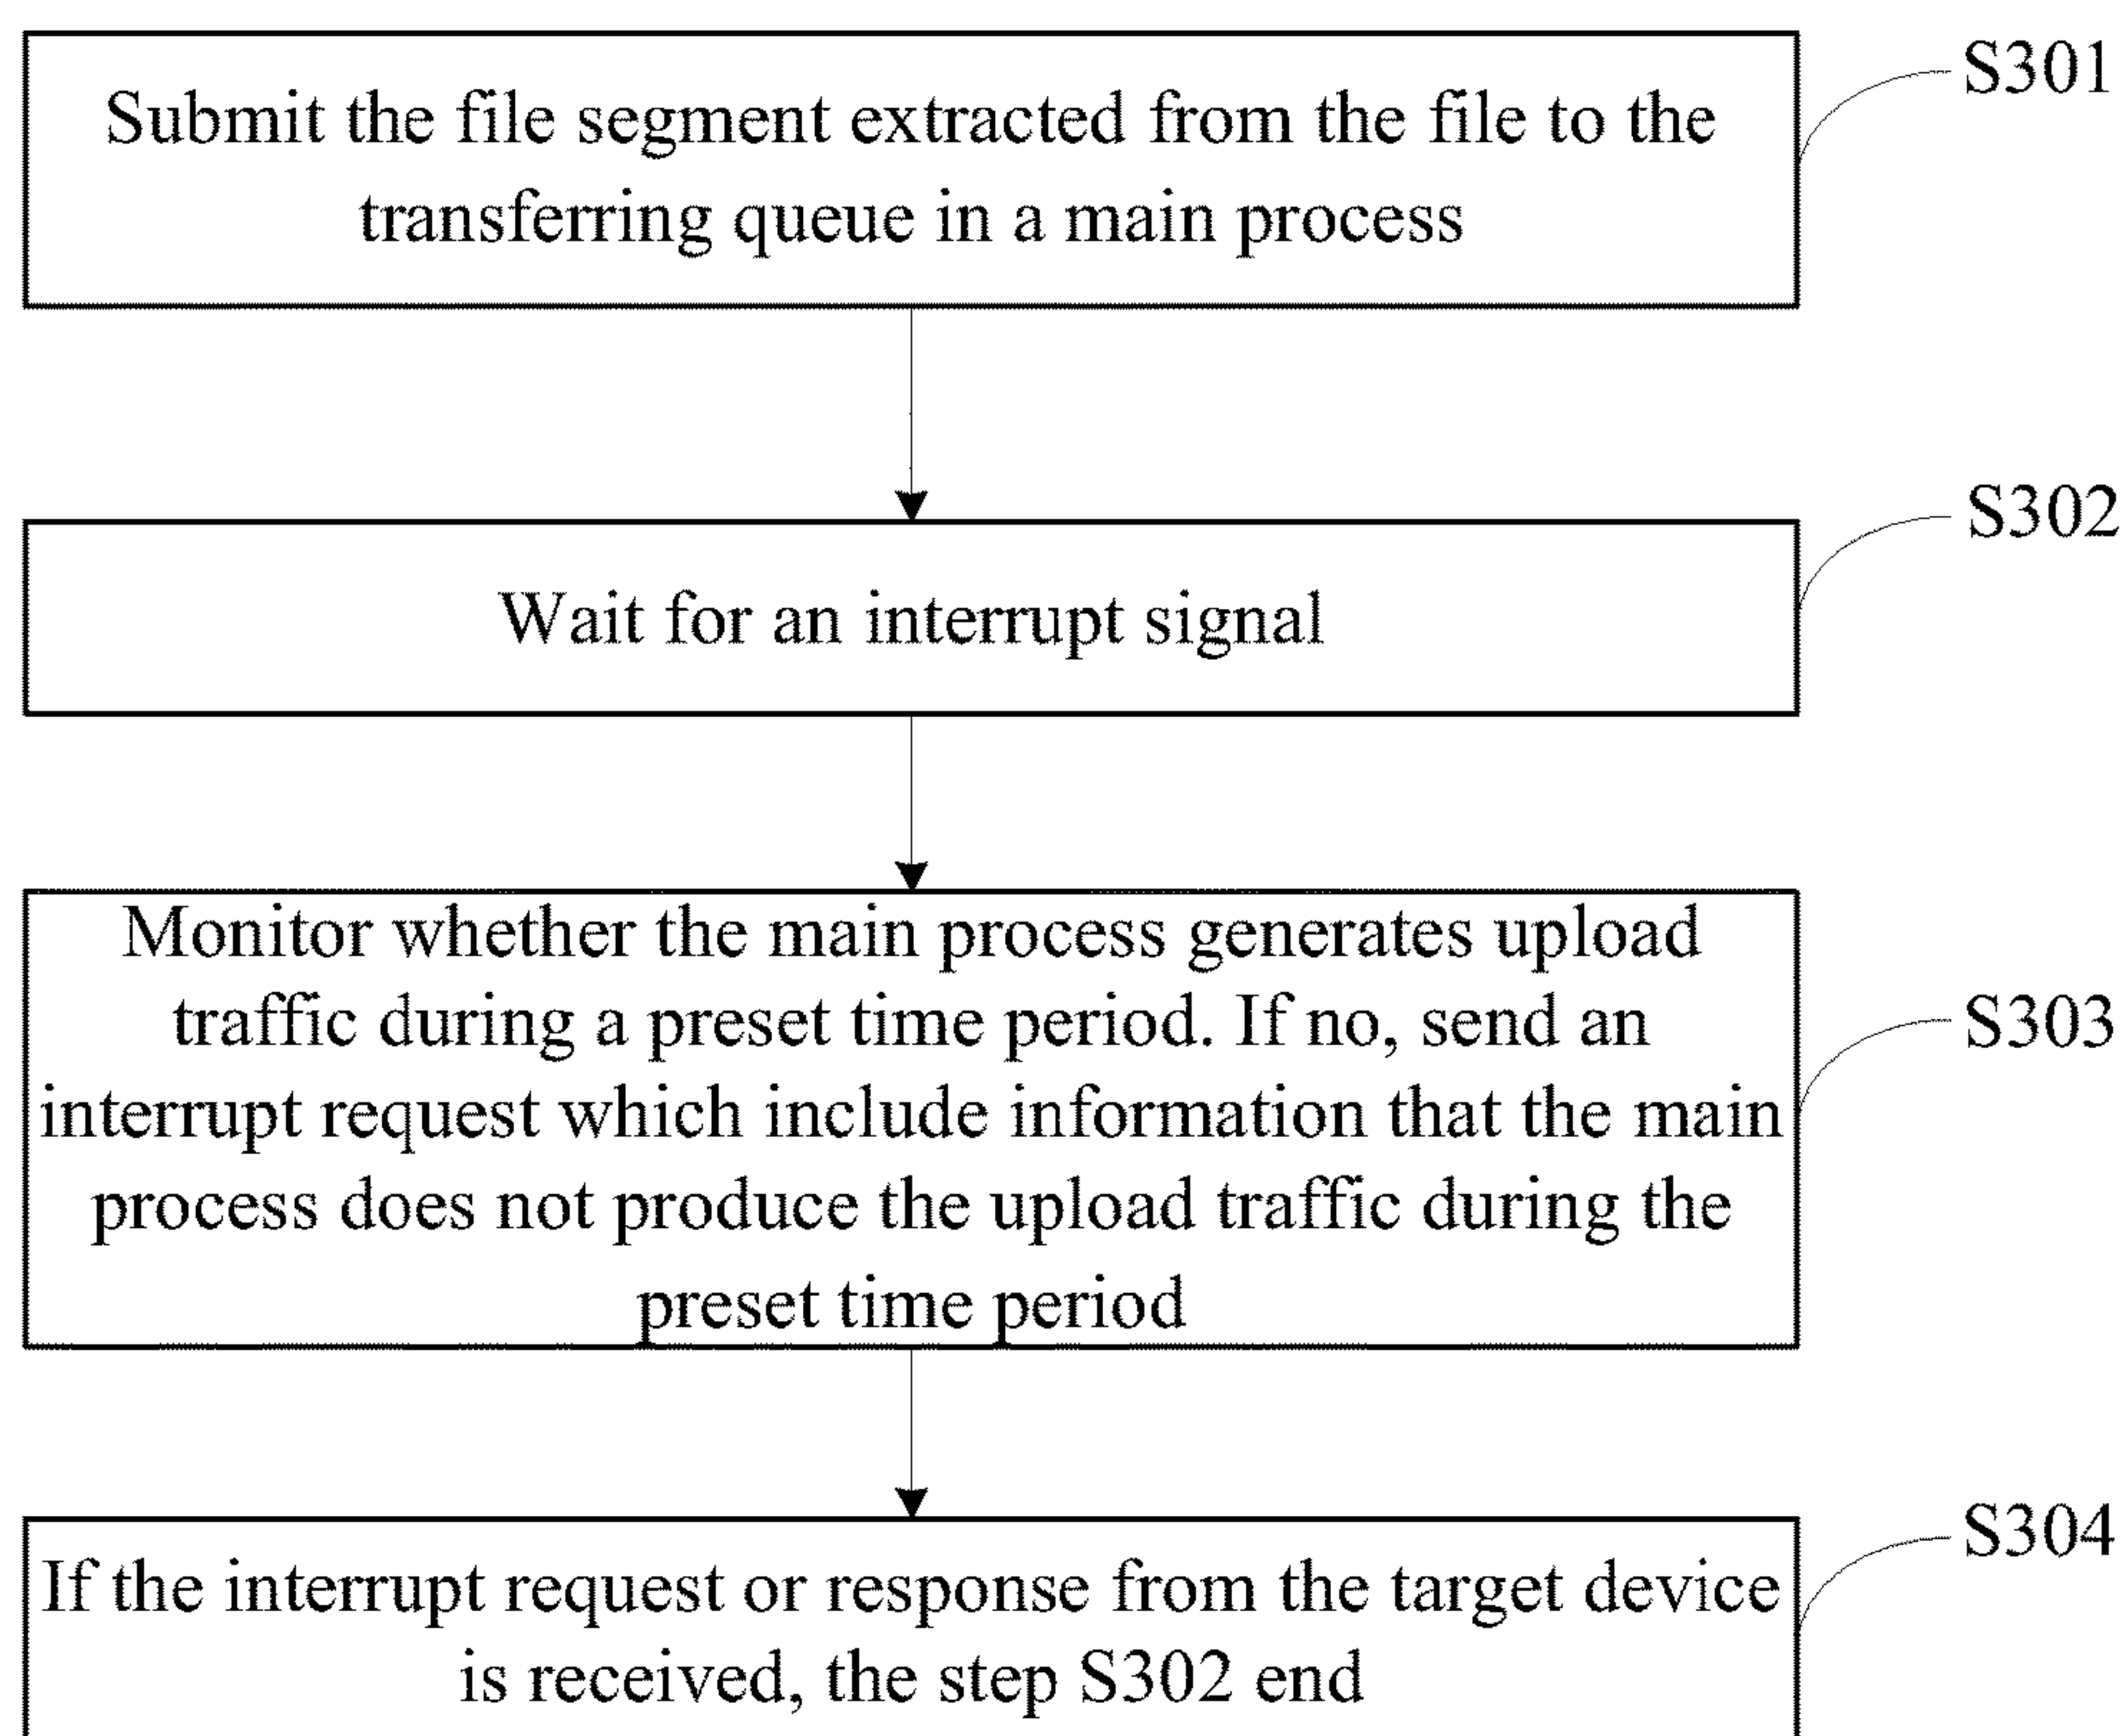 Submit the file segment extracted from the file to the
transferring queue in a main process
S301
Wait for an interrupt signal
S302
Monitor whether the main process generates upload
traffic during a preset time period. If no, send an
interrupt request which include information that the main
process does not produce the upload traffic during the
preset time period
S303
If the interrupt request or response from the target device
is received, the step S302 end
S304